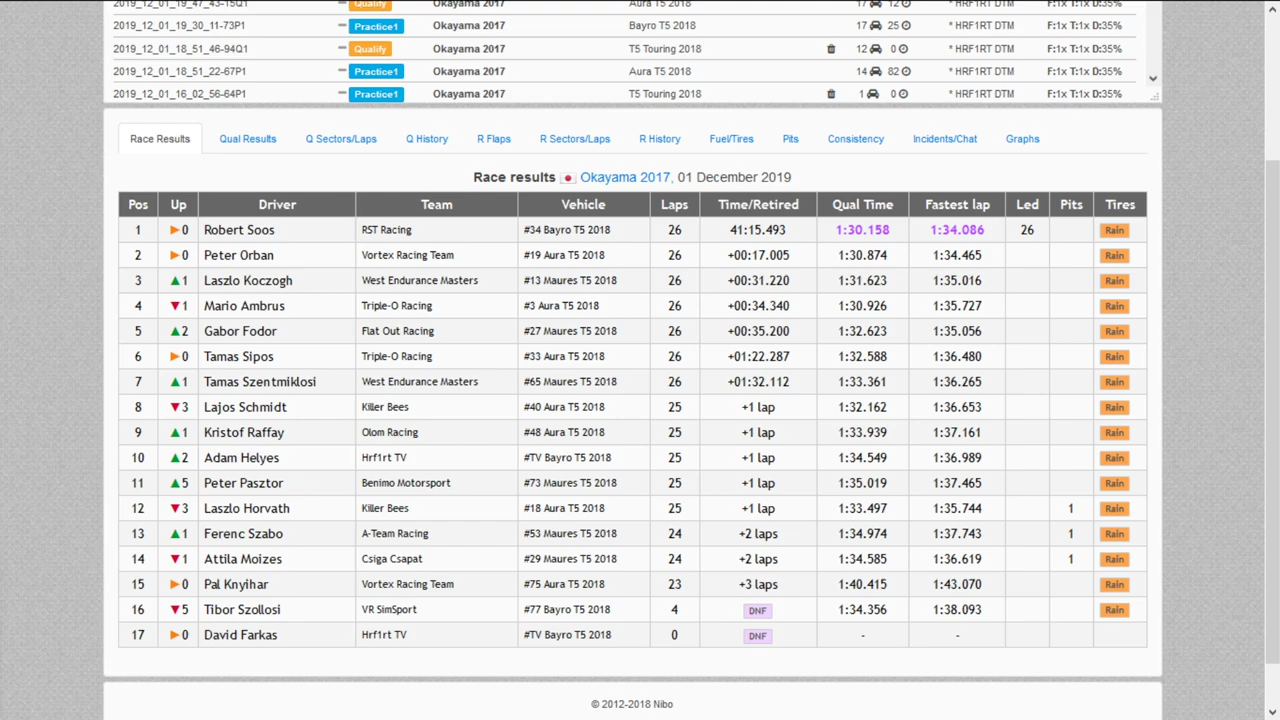 2019_12_01_19_47_43-15Q1 Qualify Okayama 2017 Aura T5 2018 17 12 * HRF1RT DTM F:1x T:1x D:35%
2019_12_01_19_30_11-73P1 Practice1 Okayama 2017 Bayro T5 2018 17 25 * HRF1RT DTM F:1x T:1x D:35%
2019_12_01_18_51_46-94Q1 Qualify Okayama 2017 T5 Touring 2018 12 0 * HRF1RT DTM F:1x T:1x D:35%
2019_12_01_18_51_22-67P1 Practice1 Okayama 2017 Aura T5 2018 14 82 * HRF1RT DTM F:1x T:1x D:35%
2019_12_01_16_02_56-64P1 Practice1 Okayama 2017 T5 Touring 2018 1 0 * HRF1RT DTM F:1x T:1x D:35%
Race Results Qual Results Q Sectors/Laps Q History R Flaps R Sectors/Laps R History Fuel/Tires Pits Consistency Incidents/Chat Graphs
Race results Okayama 2017, 01 December 2019
Pos Up Driver Team Vehicle Laps Time/Retired Qual Time Fastest lap Led Pits Tires
1 ▶0 Robert Soos RST Racing #34 Bayro T5 2018 26 41:15.493 1:30.158 1:34.086 26 Rain
2 ▶0 Peter Orban Vortex Racing Team #19 Aura T5 2018 26 +00:17.005 1:30.874 1:34.465 Rain
3 ▲1 Laszlo Koczogh West Endurance Masters #13 Maures T5 2018 26 +00:31.220 1:31.623 1:35.016 Rain
4 ▼1 Mario Ambrus Triple-O Racing #3 Aura T5 2018 26 +00:34.340 1:30.926 1:35.727 Rain
5 ▲2 Gabor Fodor Flat Out Racing #27 Maures T5 2018 26 +00:35.200 1:32.623 1:35.056 Rain
6 ▶0 Tamas Sipos Triple-O Racing #33 Aura T5 2018 26 +01:22.287 1:32.588 1:36.480 Rain
7 ▲1 Tamas Szentmiklosi West Endurance Masters #65 Maures T5 2018 26 +01:32.112 1:33.361 1:36.265 Rain
8 ▼3 Lajos Schmidt Killer Bees #40 Aura T5 2018 25 +1 lap 1:32.162 1:36.653 Rain
9 ▲1 Kristof Raffay Olom Racing #48 Aura T5 2018 25 +1 lap 1:33.939 1:37.161 Rain
10 ▲2 Adam Helyes Hrf1rt TV #TV Bayro T5 2018 25 +1 lap 1:34.549 1:36.989 Rain
11 ▲5 Peter Pasztor Benimo Motorsport #73 Maures T5 2018 25 +1 lap 1:35.019 1:37.465 Rain
12 ▼3 Laszlo Horvath Killer Bees #18 Aura T5 2018 25 +1 lap 1:33.497 1:35.744 1 Rain
13 ▲1 Ferenc Szabo A-Team Racing #53 Maures T5 2018 24 +2 laps 1:34.974 1:37.743 1 Rain
14 ▼1 Attila Moizes Csiga Csapat #29 Maures T5 2018 24 +2 laps 1:34.585 1:36.619 1 Rain
15 ▶0 Pal Knyihar Vortex Racing Team #75 Aura T5 2018 23 +3 laps 1:40.415 1:43.070 Rain
16 ▼5 Tibor Szollosi VR SimSport #77 Bayro T5 2018 4 DNF 1:34.356 1:38.093 Rain
17 ▶0 David Farkas Hrf1rt TV #TV Bayro T5 2018 0 DNF - -
© 2012-2018 Nibo